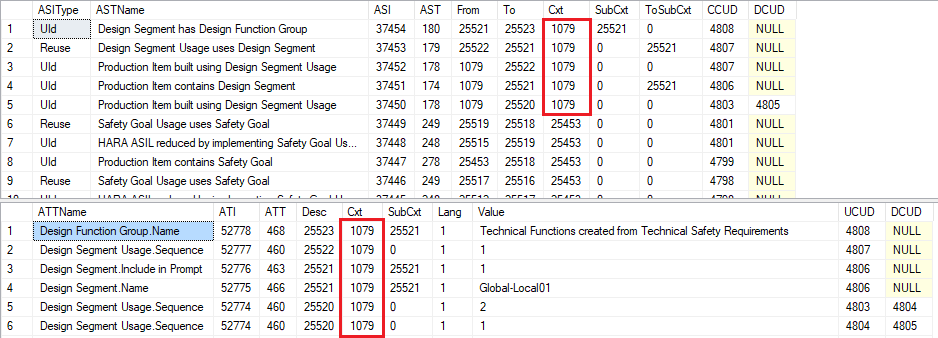 ASIType ASTName ASI AST From To Cxt SubCxt ToSubCxt CCUD DCUD
1 UId Design Segment has Design Function Group 37454 180 25521 25523 1079 25521 0 4808 NULL
2 Reuse Design Segment Usage uses Design Segment 37453 179 25522 25521 1079 0 25521 4807 NULL
3 UId Production Item built using Design Segment Usage 37452 178 1079 25522 1079 0 0 4807 NULL
4 UId Production Item contains Design Segment 37451 174 1079 25521 1079 0 25521 4806 NULL
5 UId Production Item built using Design Segment Usage 37450 178 1079 25520 1079 0 0 4803 4805
6 Reuse Safety Goal Usage uses Safety Goal 37449 249 25519 25518 25453 0 0 4801 NULL
7 UId HARA ASIL reduced by implementing Safety Goal Us... 37448 248 25515 25519 25453 0 0 4801 NULL
8 UId Production Item contains Safety Goal 37447 278 25453 25518 25453 0 0 4799 NULL
9 Reuse Safety Goal Usage uses Safety Goal 37446 249 25517 25516 25453 0 0 4798 NULL
ATTName ATI ATT Desc Cxt SubCxt Lang Value UCUD DCUD
1 Design Function Group.Name 52778 468 25523 1079 25521 1 Technical Functions created from Technical Safety Requirements 4808 NULL
2 Design Segment Usage.Sequence 52777 460 25522 1079 0 1 1 4807 NULL
3 Design Segment.Include in Prompt 52776 463 25521 1079 25521 1 1 4806 NULL
4 Design Segment.Name 52775 466 25521 1079 25521 1 Global-Local01 4806 NULL
5 Design Segment Usage.Sequence 52774 460 25520 1079 0 1 2 4803 4804
6 Design Segment Usage.Sequence 52774 460 25520 1079 0 1 1 4804 4805